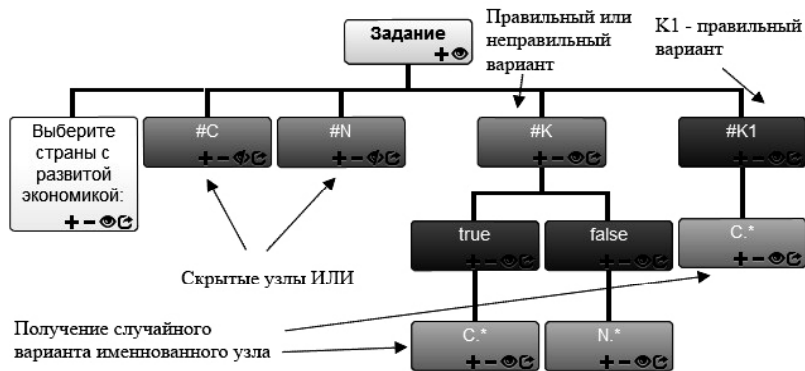 Задание
Правильный или
неправильный
вариант
K1 - правильный
вариант
Выберите
страны с
развитой
экономикой:
#C
#N
#K
#K1
true
false
C.*
Скрытые узлы ИЛИ
Получение случайного
варианта именнованного узла
C.*
N.*